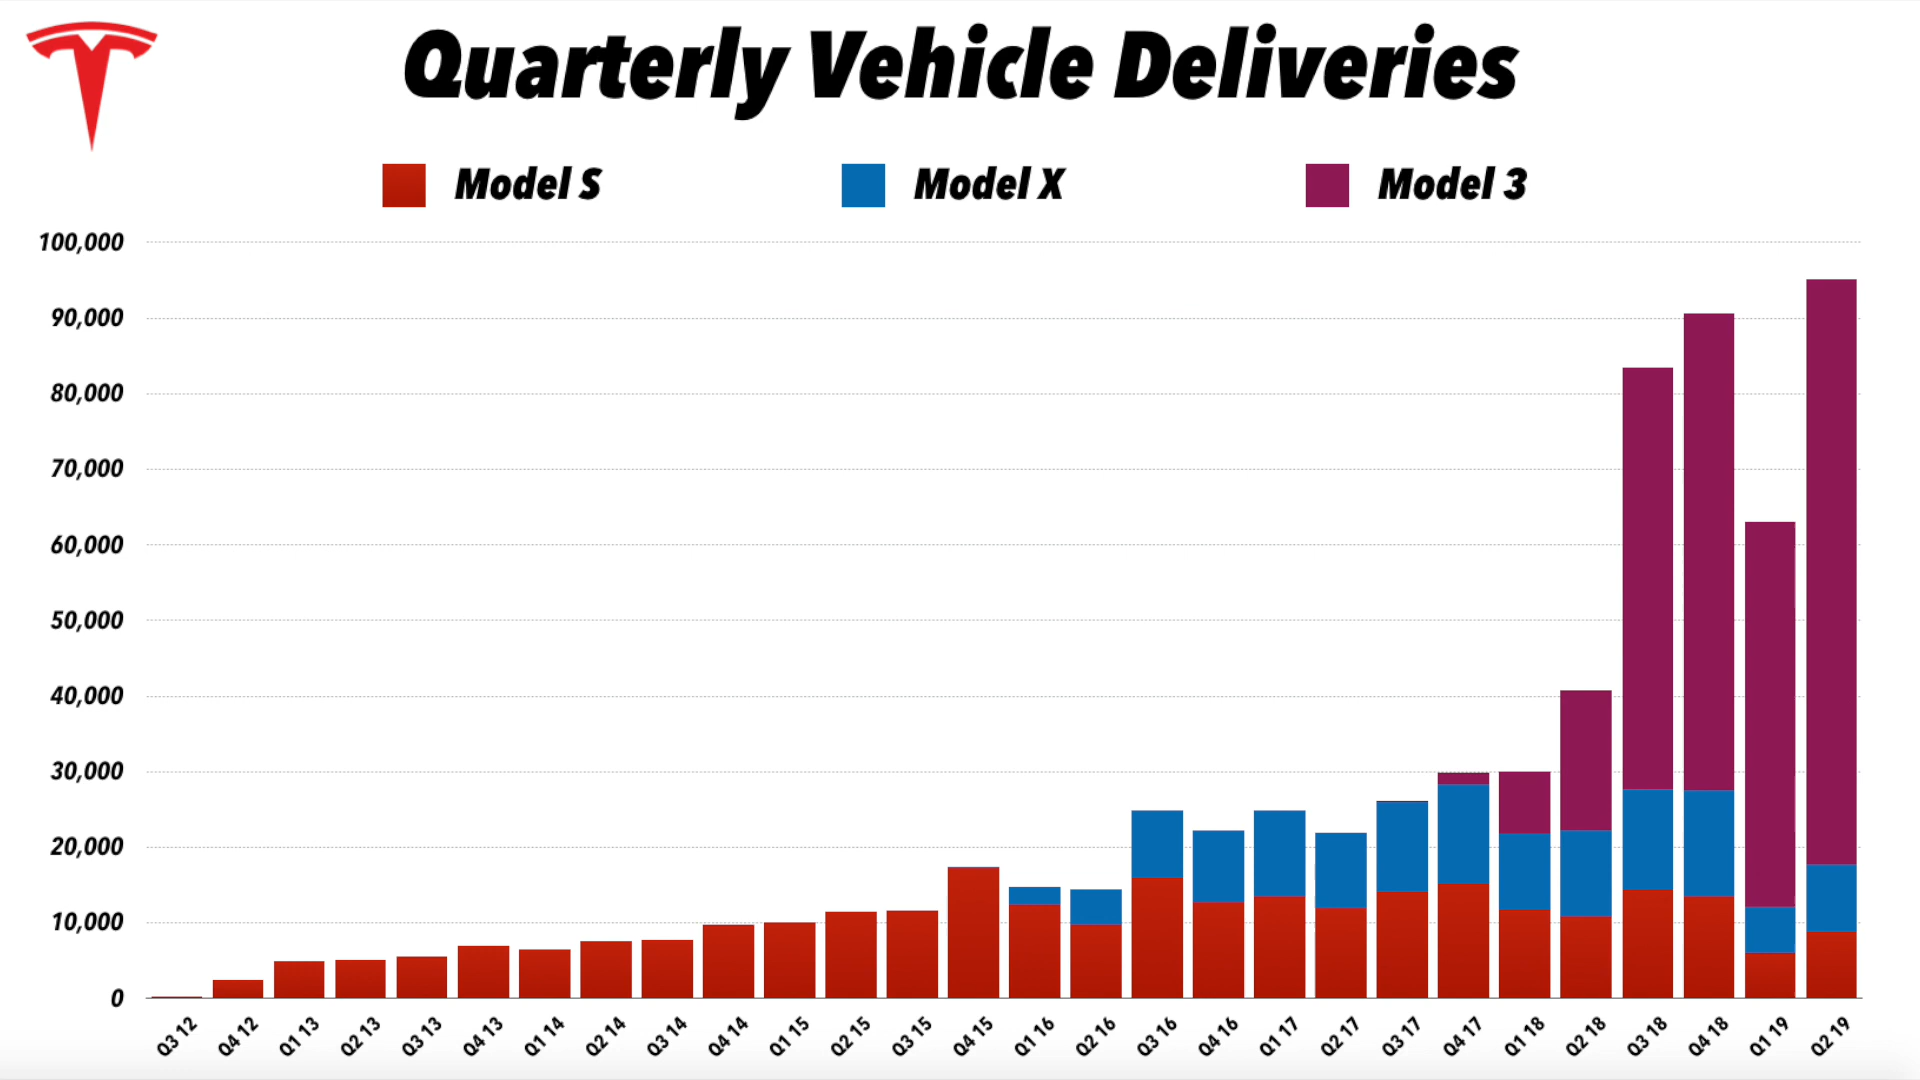 Quarterly Vehicle Deliveries
Model S
Model X
Model 3
100,000
90,000
80,000
70,000
60,000
50,000
40,000
30,000
20,000
10,000
0
Q3 12
Q4 12
Q1 13
Q2 13
Q3 13
Q4 13
Q1 14
Q2 14
Q3 14
Q4 14
Q1 15
Q2 15
Q3 15
Q4 15
Q1 16
Q2 16
Q3 16
Q4 16
Q1 17
Q2 17
Q3 17
Q4 17
Q1 18
Q2 18
Q3 18
Q4 18
Q1 19
Q2 19